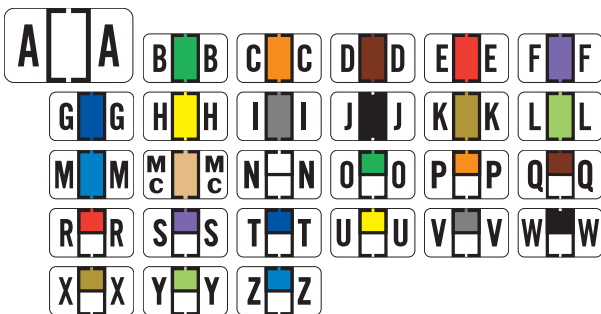 A A B B C C D D E E F F
G G H H I I J J K K L L
M M Mc Mc N N O O P P Q Q
R R S S T T U U V V W W
X X Y Y Z Z